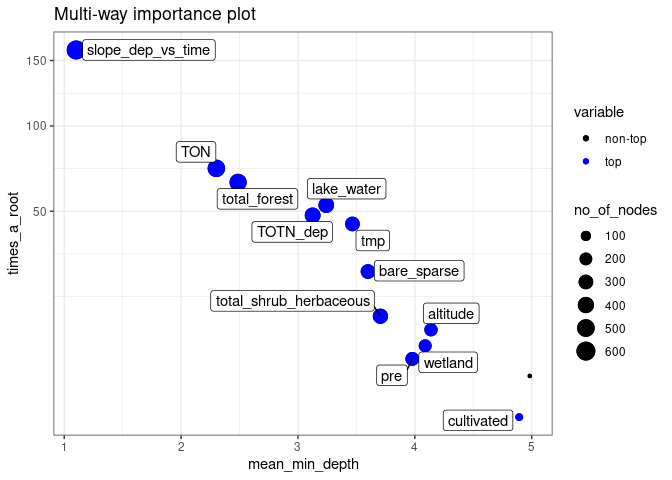 Multi-way importance plot
times_a_root
150
100
50
slope_dep_vs_time
TON
total_forest
lake_water
TOTN_dep
tmp
bare_sparse
total_shrub_herbaceous
altitude
wetland
pre
cultivated
1
2
3
4
5
mean_min_depth
variable
non-top
top
no_of_nodes
100
200
300
400
500
600